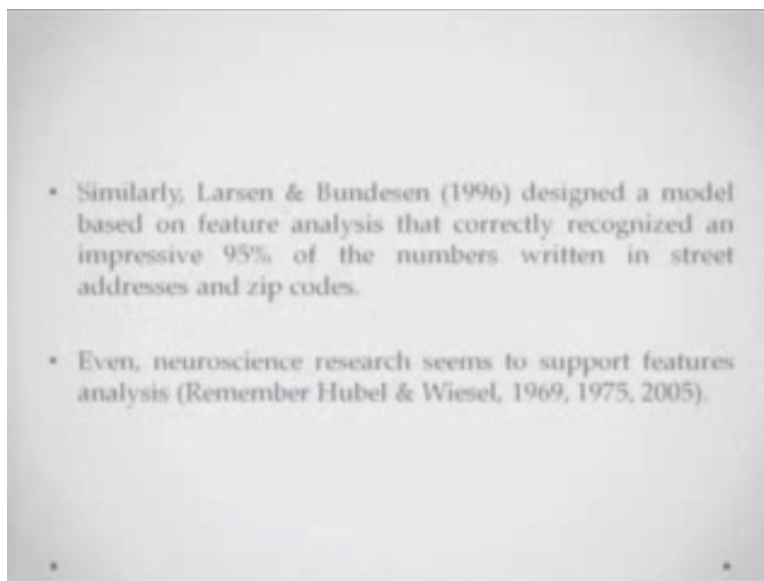 • Similarly, Larsen & Bundesen (1996) designed a model
based on feature analysis that correctly recognized an
impressive 95% of the numbers written in street
addresses and zip codes.
• Even, neuroscience research seems to support features
analysis (Remember Hubel & Wiesel, 1969, 1975, 2005).